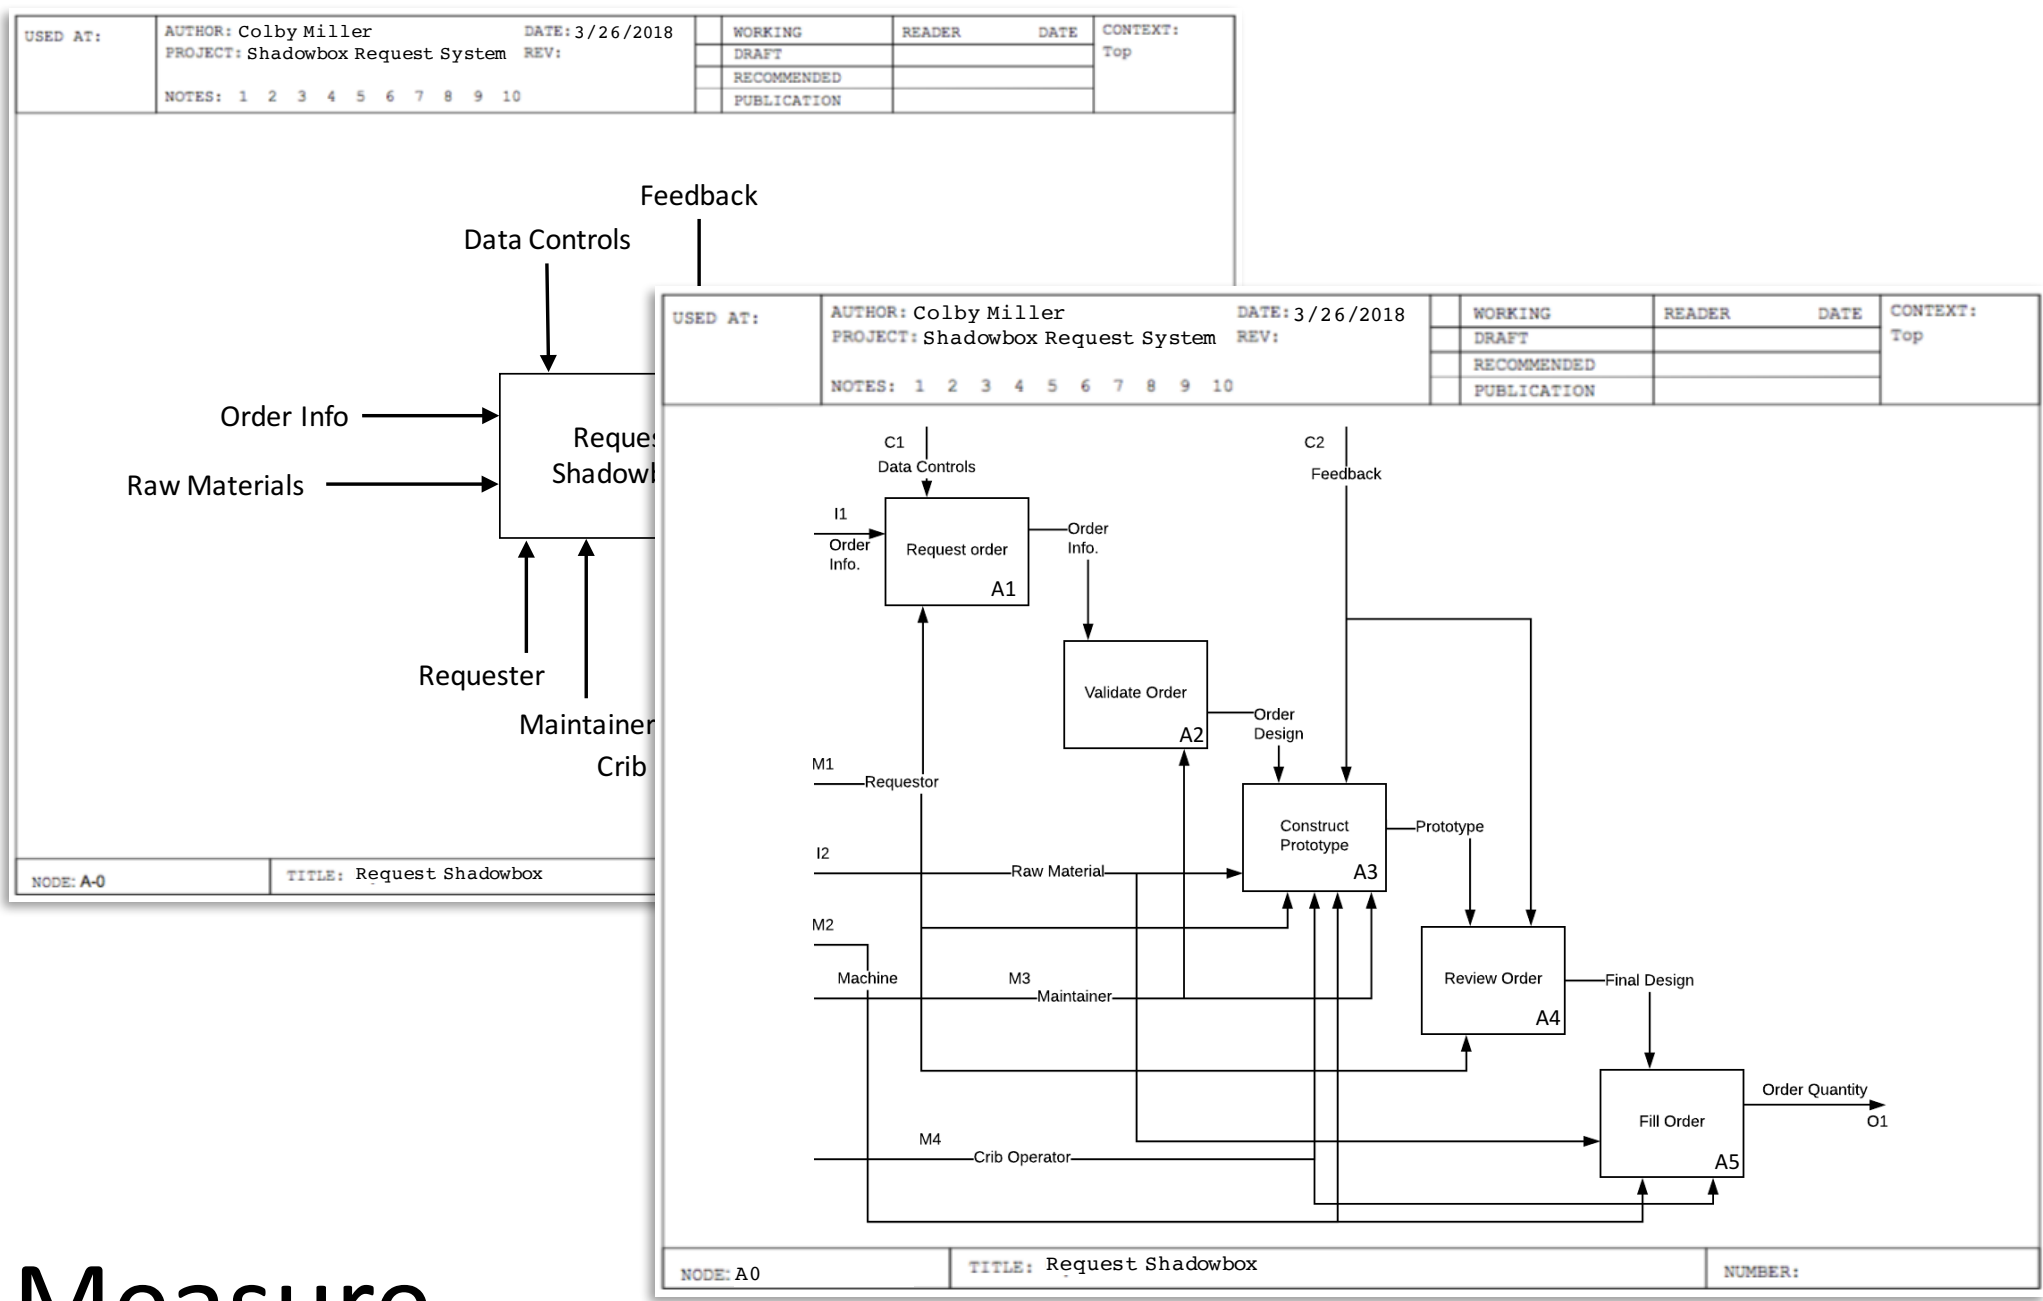 USED AT:
AUTHOR: Colby Miller
DATE: 3/26/2018
PROJECT: Shadowbox Request System
REV:
NOTES: 1 2 3 4 5 6 7 8 9 10
WORKING
DRAFT
RECOMMENDED
PUBLICATION
READER
DATE
CONTEXT:
Top
Feedback
Data Controls
Order Info
Raw Materials
Reques
Shadowb
Requester
Maintainer
Crib
NODE: A-0
TITLE: Request Shadowbox
USED AT:
AUTHOR: Colby Miller
DATE: 3/26/2018
PROJECT: Shadowbox Request System
REV:
NOTES: 1 2 3 4 5 6 7 8 9 10
WORKING
DRAFT
RECOMMENDED
PUBLICATION
READER
DATE
CONTEXT:
Top
C1
Data Controls
C2
Feedback
I1
Order
Info.
Request order
A1
Order
Info.
Validate Order
A2
Order
Design
M1
Requestor
Construct
Prototype
A3
Prototype
I2
Raw Material
M2
Machine
M3
Maintainer
Review Order
A4
Final Design
Fill Order
A5
Order Quantity
O1
M4
Crib Operator
NODE: A0
TITLE: Request Shadowbox
NUMBER:
Measure